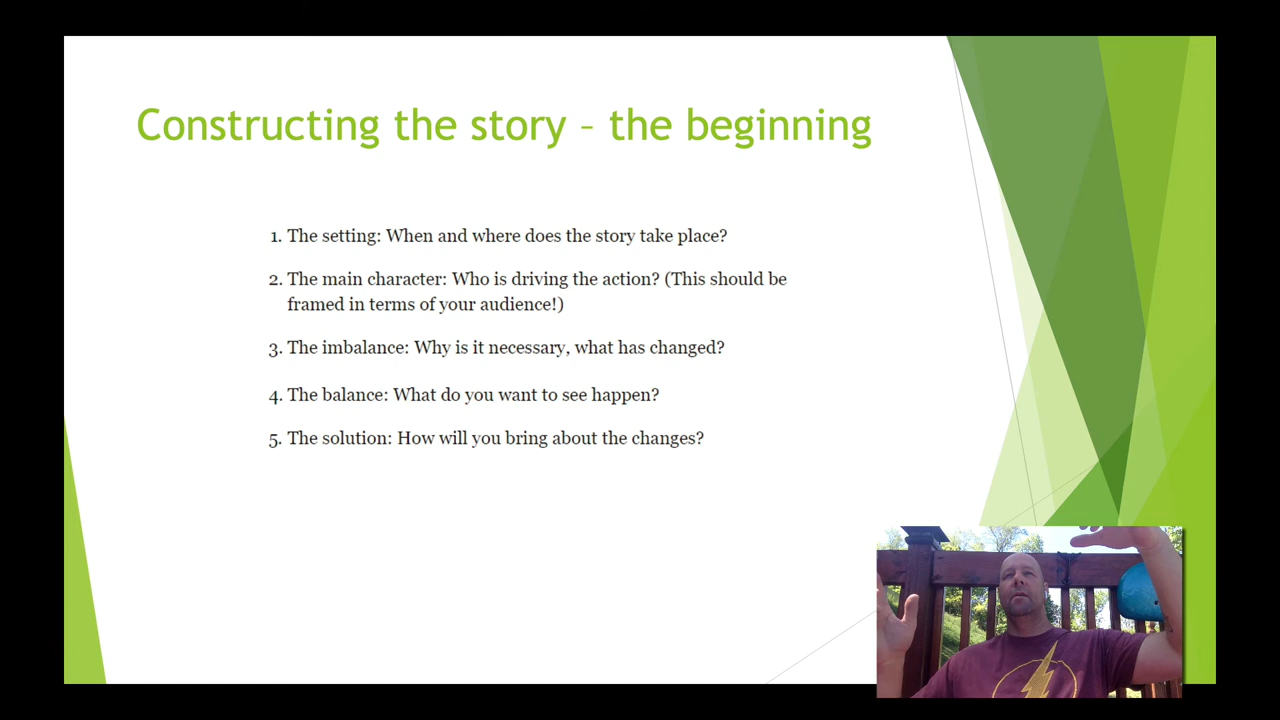 Constructing the story – the beginning
1. The setting: When and where does the story take place?
2. The main character: Who is driving the action? (This should be
framed in terms of your audience!)
3. The imbalance: Why is it necessary, what has changed?
4. The balance: What do you want to see happen?
5. The solution: How will you bring about the changes?